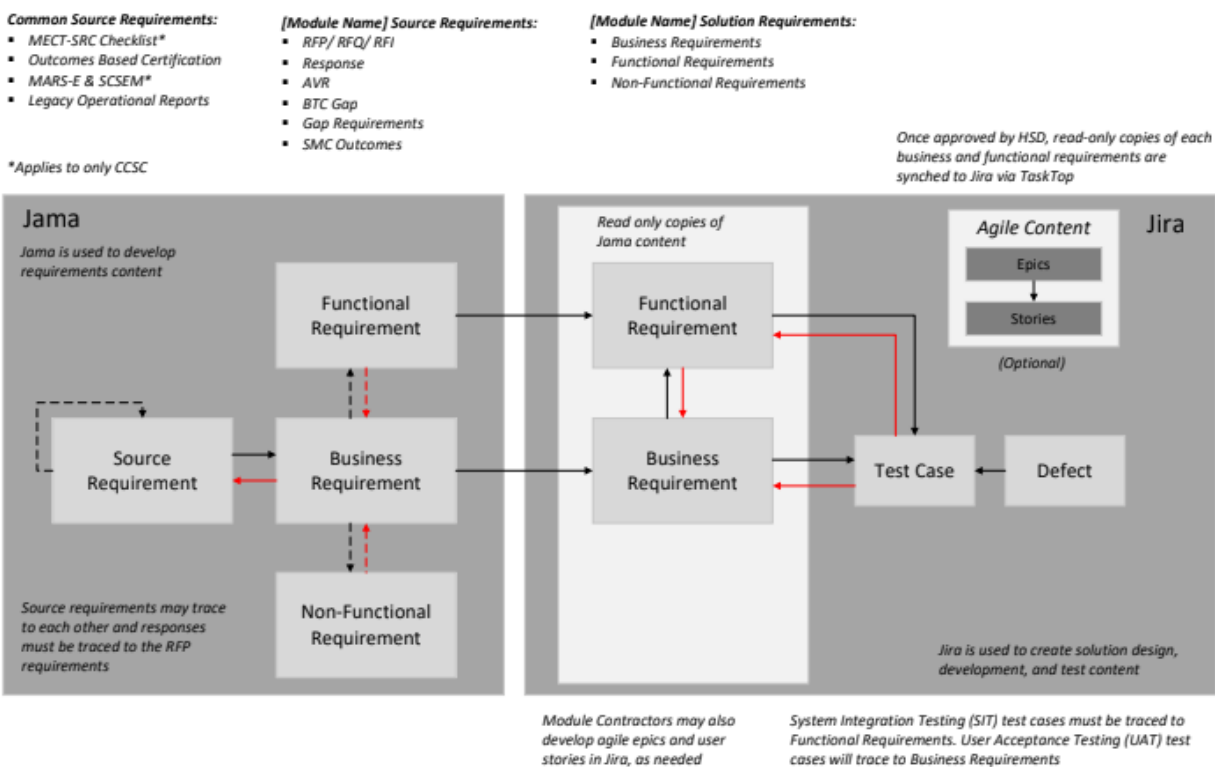 Common Source Requirements:
▪ MECT-SRC Checklist*
▪ Outcomes Based Certification
▪ MARS-E & SCSEM*
▪ Legacy Operational Reports
*Applies to only CCSC
[Module Name] Source Requirements:
▪ RFP/ RFQ/ RFI
▪ Response
▪ AVR
▪ BTC Gap
▪ Gap Requirements
▪ SMC Outcomes
[Module Name] Solution Requirements:
▪ Business Requirements
▪ Functional Requirements
▪ Non-Functional Requirements
Once approved by HSD, read-only copies of each
business and functional requirements are
synched to Jira via TaskTop
Jama
Jama is used to develop
requirements content
Functional
Requirement
Source
Requirement
Business
Requirement
Non-Functional
Requirement
Source requirements may trace
to each other and responses
must be traced to the RFP
requirements
Read only copies of
Jama content
Functional
Requirement
Business
Requirement
Agile Content
Epics
Stories
(Optional)
Jira
Test Case
Defect
Jira is used to create solution design,
development, and test content
Module Contractors may also
develop agile epics and user
stories in Jira, as needed
System Integration Testing (SIT) test cases must be traced to
Functional Requirements. User Acceptance Testing (UAT) test
cases will trace to Business Requirements